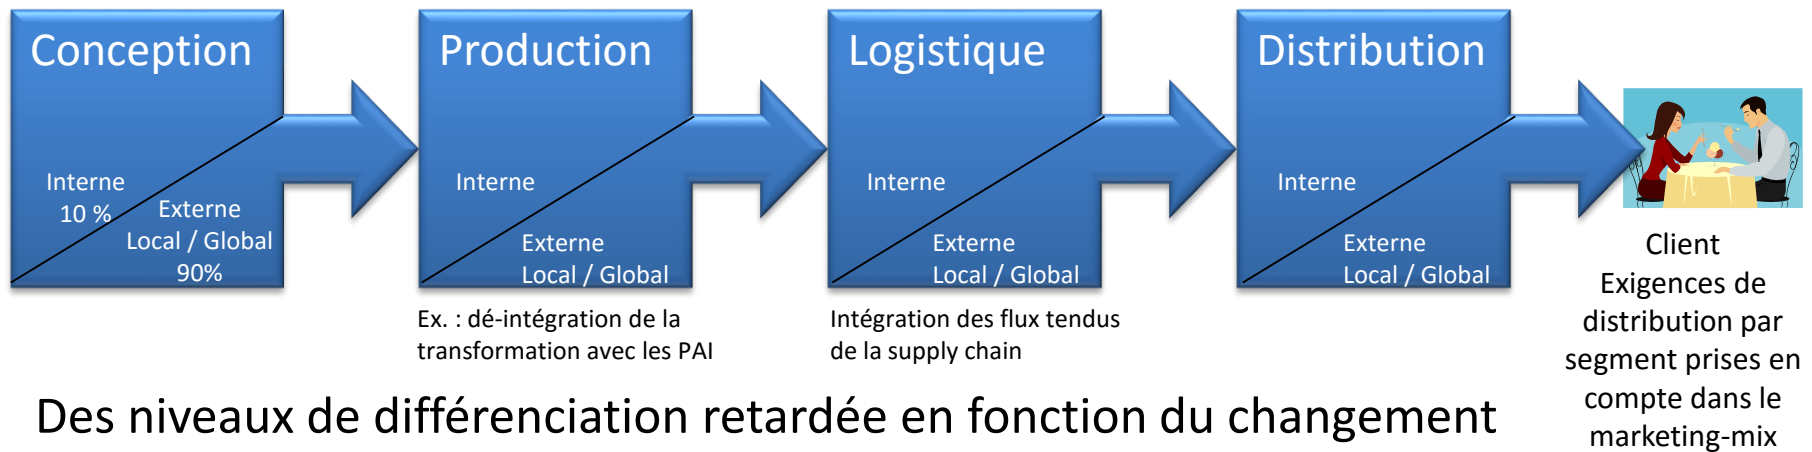 Conception
Interne
10 %
Externe
Local / Global
90%
Production
Interne
Externe
Local / Global
Ex. : dé-intégration de la
transformation avec les PAI
Logistique
Interne
Externe
Local / Global
Intégration des flux tendus
de la supply chain
Distribution
Interne
Externe
Local / Global
Client
Exigences de
distribution par
segment prises en
compte dans le
marketing-mix
Des niveaux de différenciation retardée en fonction du changement